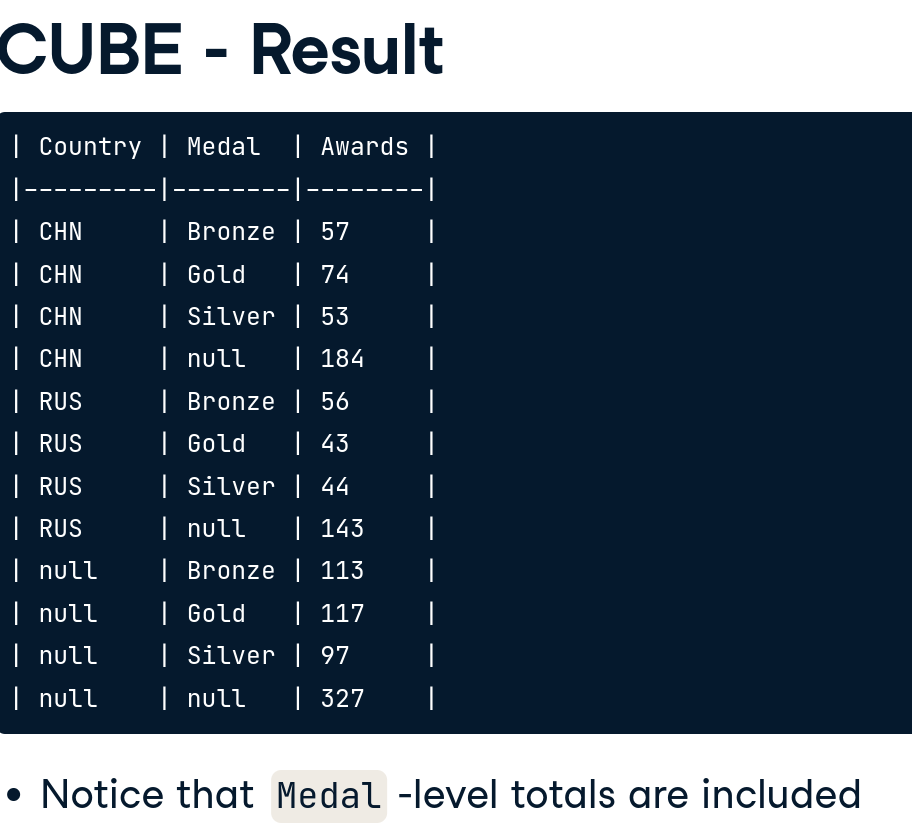 CUBE - Result
| Country | Medal  | Awards |
|---------|--------|--------|
| CHN     | Bronze | 57     |
| CHN     | Gold   | 74     |
| CHN     | Silver | 53     |
| CHN     | null   | 184    |
| RUS     | Bronze | 56     |
| RUS     | Gold   | 43     |
| RUS     | Silver | 44     |
| RUS     | null   | 143    |
| null    | Bronze | 113    |
| null    | Gold   | 117    |
| null    | Silver | 97     |
| null    | null   | 327    |
• Notice that Medal -level totals are included